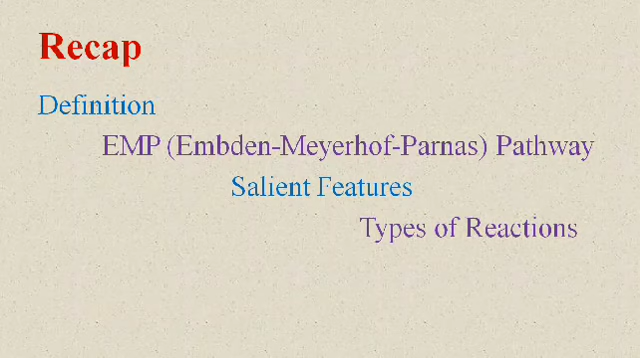 Recap
Definition
EMP (Embden-Meyerhof-Parnas) Pathway
Salient Features
Types of Reactions